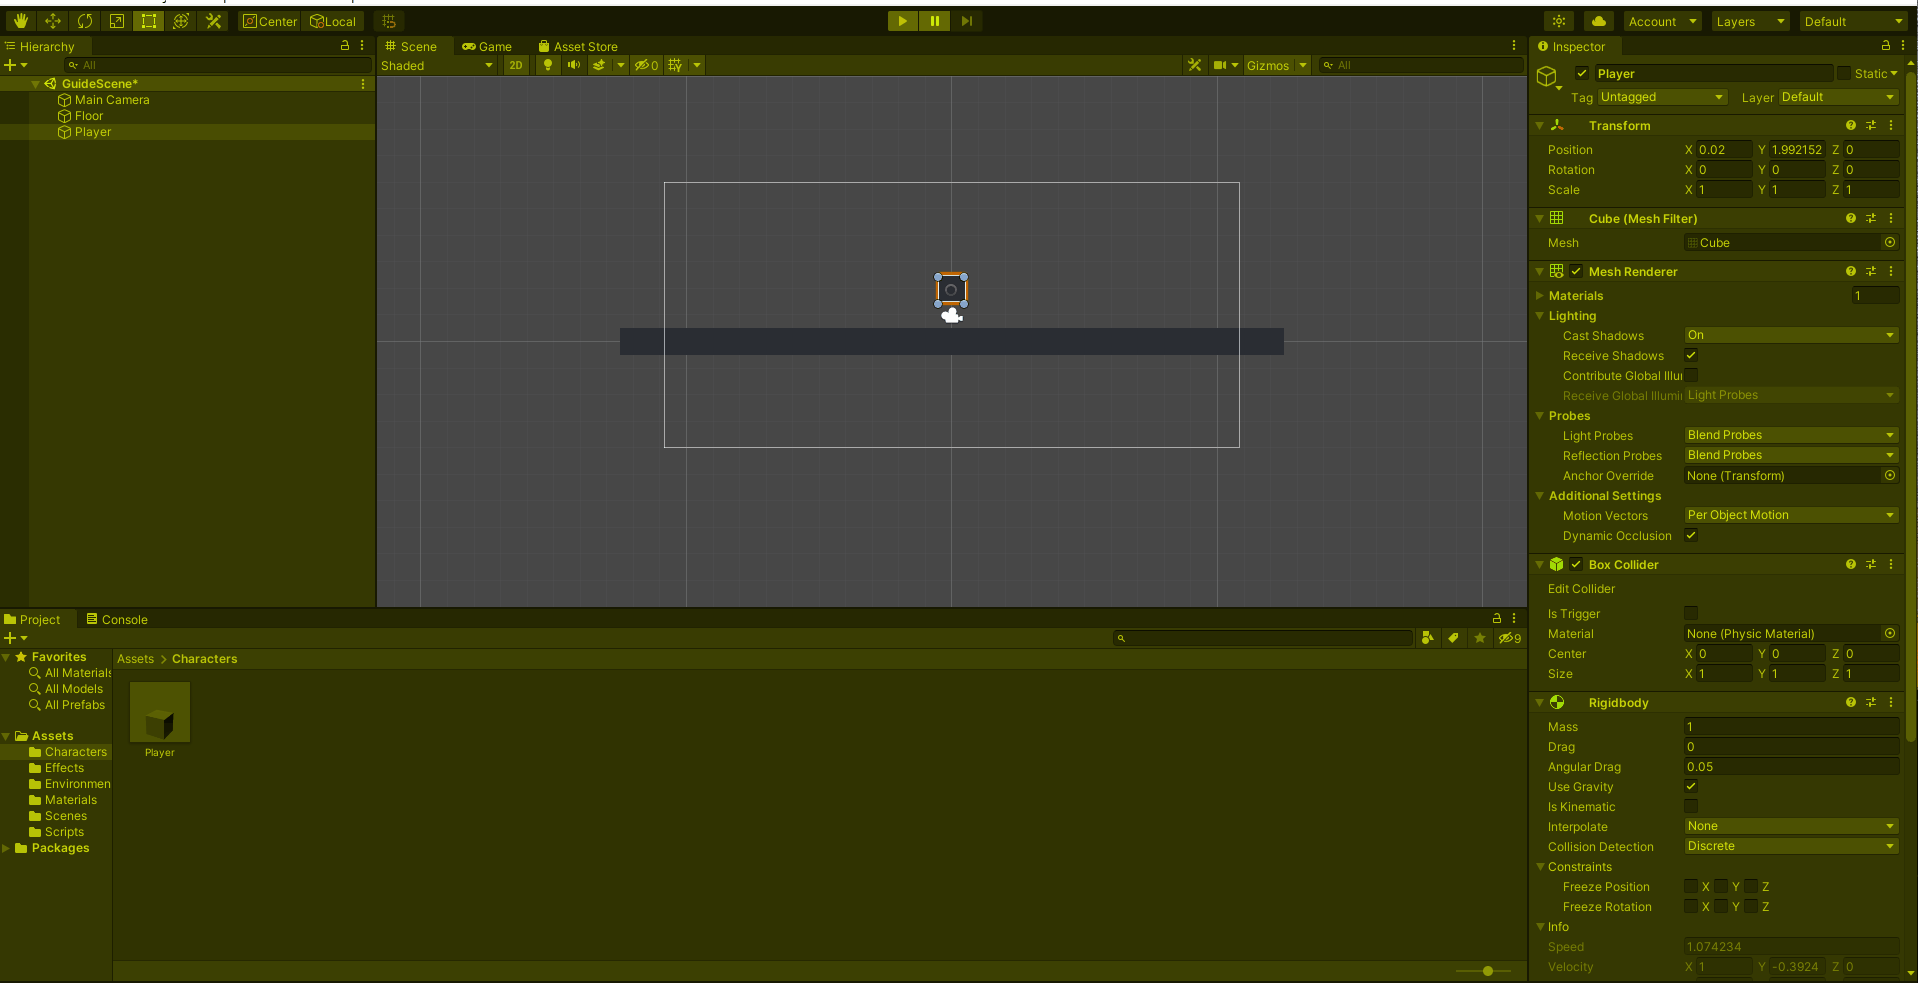 Center Local
Account Layers Default
Hierarchy
All
GuideScene*
Main Camera
Floor
Player
Scene Game Asset Store
Shaded 2D 0 Gizmos All
Inspector
Player Static
Tag Untagged Layer Default
Transform
Position X 0.02 Y 1.992152 Z 0
Rotation X 0 Y 0 Z 0
Scale X 1 Y 1 Z 1
Cube (Mesh Filter)
Mesh Cube
Mesh Renderer
Materials 1
Lighting
Cast Shadows On
Receive Shadows
Contribute Global Illu
Receive Global Illumi Light Probes
Probes
Light Probes Blend Probes
Reflection Probes Blend Probes
Anchor Override None (Transform)
Additional Settings
Motion Vectors Per Object Motion
Dynamic Occlusion
Box Collider
Edit Collider
Is Trigger
Material None (Physic Material)
Center X 0 Y 0 Z 0
Size X 1 Y 1 Z 1
Rigidbody
Mass 1
Drag 0
Angular Drag 0.05
Use Gravity
Is Kinematic
Interpolate None
Collision Detection Discrete
Constraints
Freeze Position X Y Z
Freeze Rotation X Y Z
Info
Speed 1.074234
Velocity X 1 Y -0.3924 Z 0
Project Console
9
Favorites
All Materials
All Models
All Prefabs
Assets
Characters
Effects
Environmen
Materials
Scenes
Scripts
Packages
Assets > Characters
Player